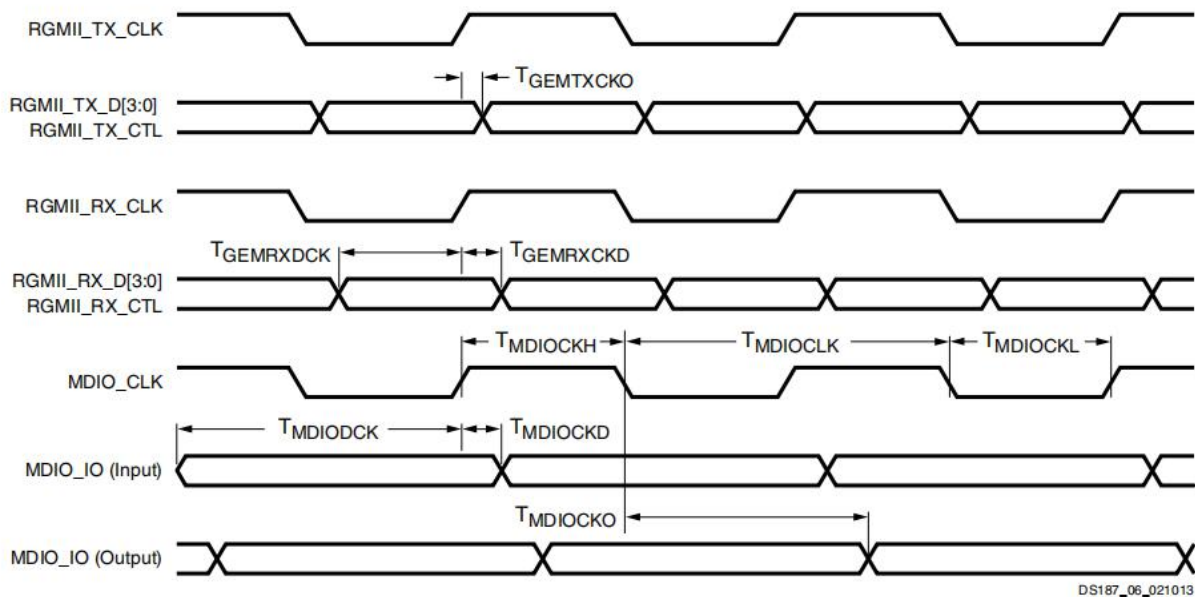 RGMII_TX_CLK
TGEMTXCKO
RGMII_TX_D[3:0]
RGMII_TX_CTL
RGMII_RX_CLK
TGEMRXDCK
TGEMRXCKD
RGMII_RX_D[3:0]
RGMII_RX_CTL
TMDIOCKH
TMDIOCLK
TMDIOCKL
MDIO_CLK
TMDIODCK
TMDIOCKD
MDIO_IO (Input)
TMDIOCKO
MDIO_IO (Output)
DS187_06_021013